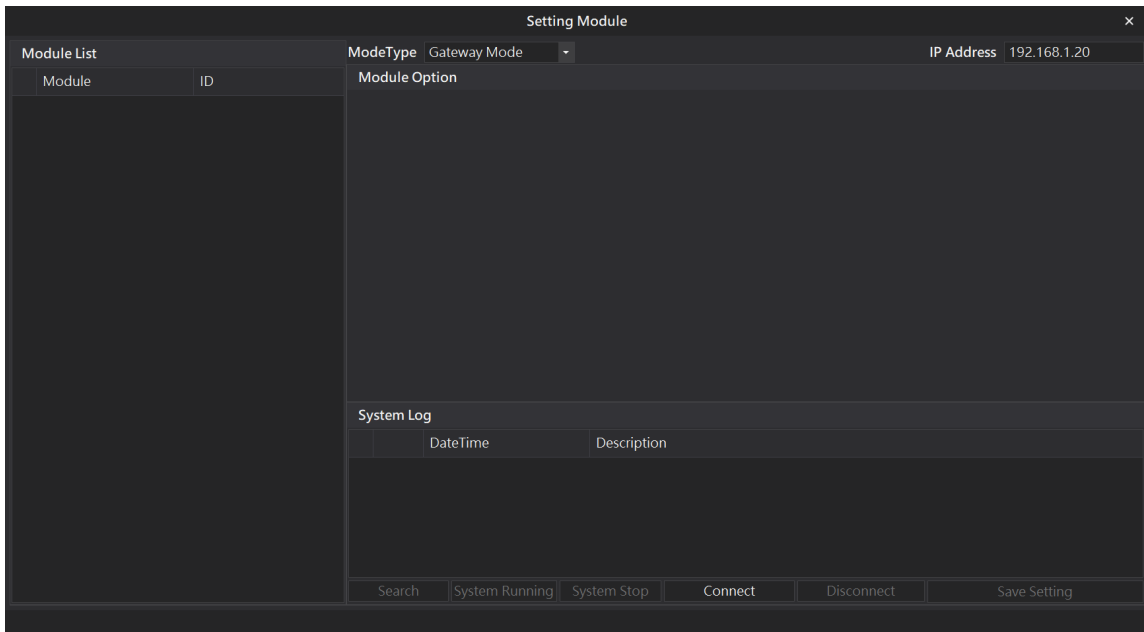 Setting Module ×
Module List
ModeType Gateway Mode
IP Address 192.168.1.20
Module ID
Module Option
System Log
DateTime Description
Search System Running System Stop Connect Disconnect Save Setting